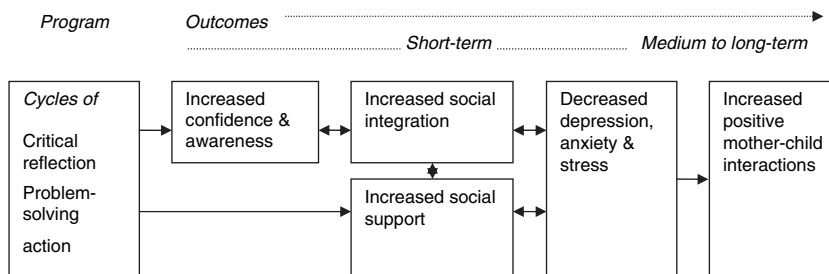 Program Outcomes
Short-term Medium to long-term
Cycles of
Critical
reflection
Problem-
solving
action
Increased
confidence &
awareness
Increased social
integration
Increased social
support
Decreased
depression,
anxiety &
stress
Increased
positive
mother-child
interactions